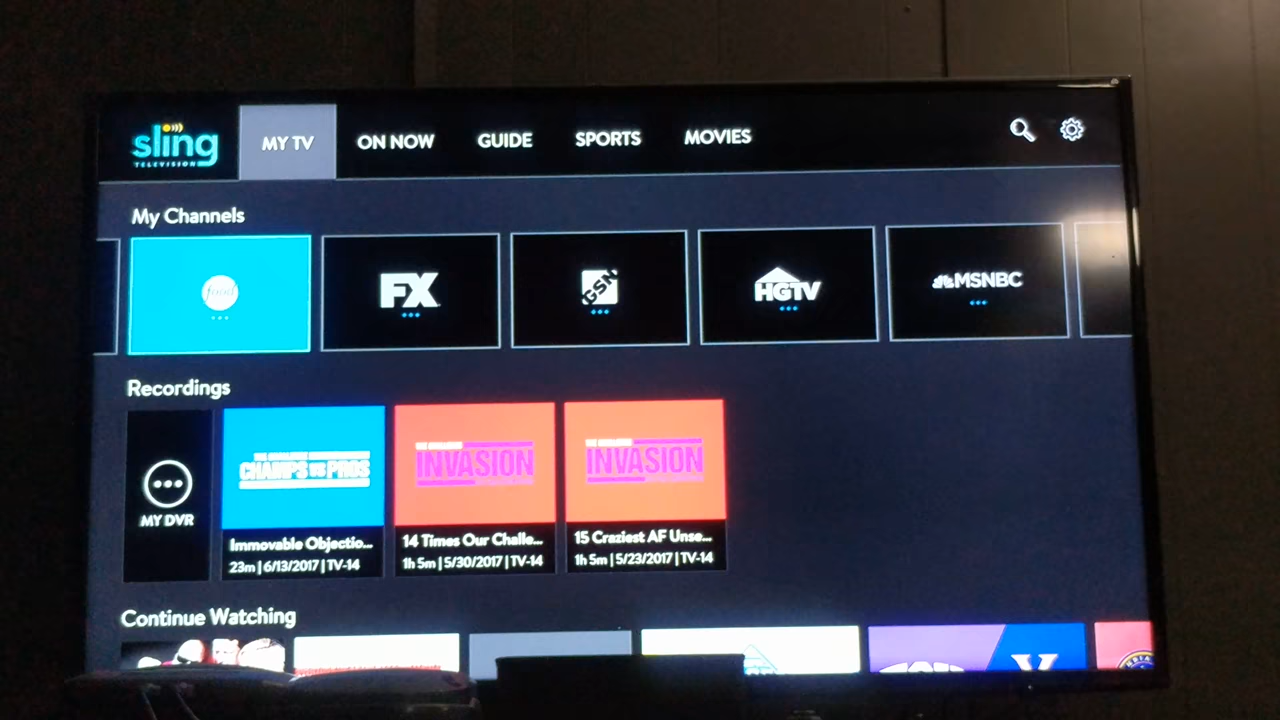 sling
TELEVISION
MY TV
ON NOW
GUIDE
SPORTS
MOVIES
My Channels
food
FX
GSN
HGTV
MSNBC
Recordings
MY DVR
CHAMPS VS PROS
Immovable Objectio...
23m | 6/13/2017 | TV-14
INVASION
14 Times Our Challe...
1h 5m | 5/30/2017 | TV-14
INVASION
15 Craziest AF Unse...
1h 5m | 5/23/2017 | TV-14
Continue Watching